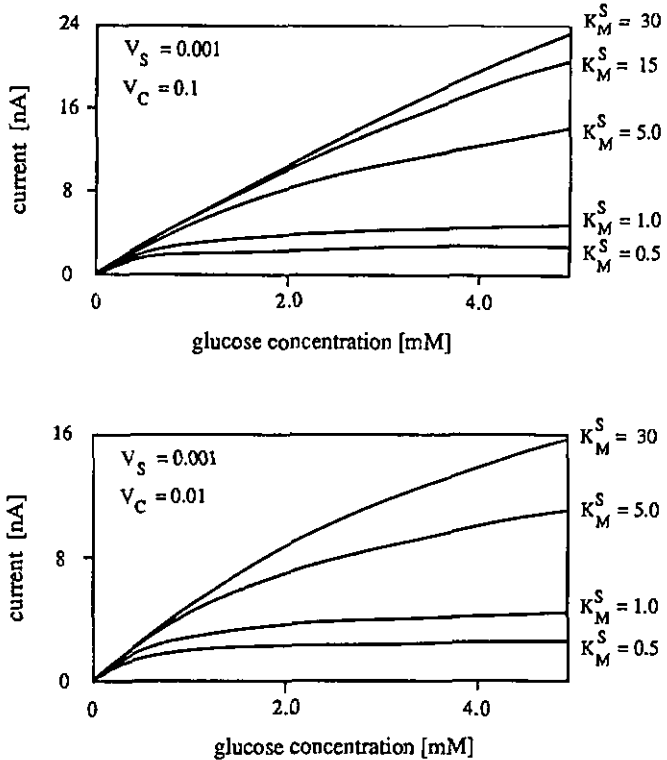 24
16
8
0
current [nA]
V_S = 0.001
V_C = 0.1
K_M^S = 30
K_M^S = 15
K_M^S = 5.0
K_M^S = 1.0
K_M^S = 0.5
0 2.0 4.0
glucose concentration [mM]
16
8
0
current [nA]
V_S = 0.001
V_C = 0.01
K_M^S = 30
K_M^S = 5.0
K_M^S = 1.0
K_M^S = 0.5
0 2.0 4.0
glucose concentration [mM]